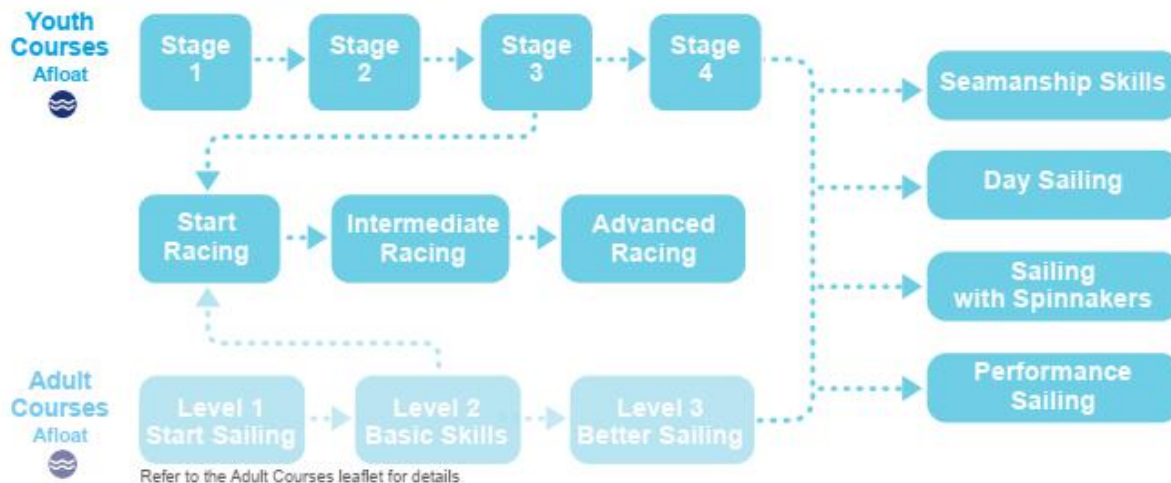 Youth
Courses
Afloat
Stage
1
Stage
2
Stage
3
Stage
4
Seamanship Skills
Day Sailing
Sailing
with Spinnakers
Performance
Sailing
Start
Racing
Intermediate
Racing
Advanced
Racing
Adult
Courses
Afloat
Level 1
Start Sailing
Level 2
Basic Skills
Level 3
Better Sailing
Refer to the Adult Courses leaflet for details